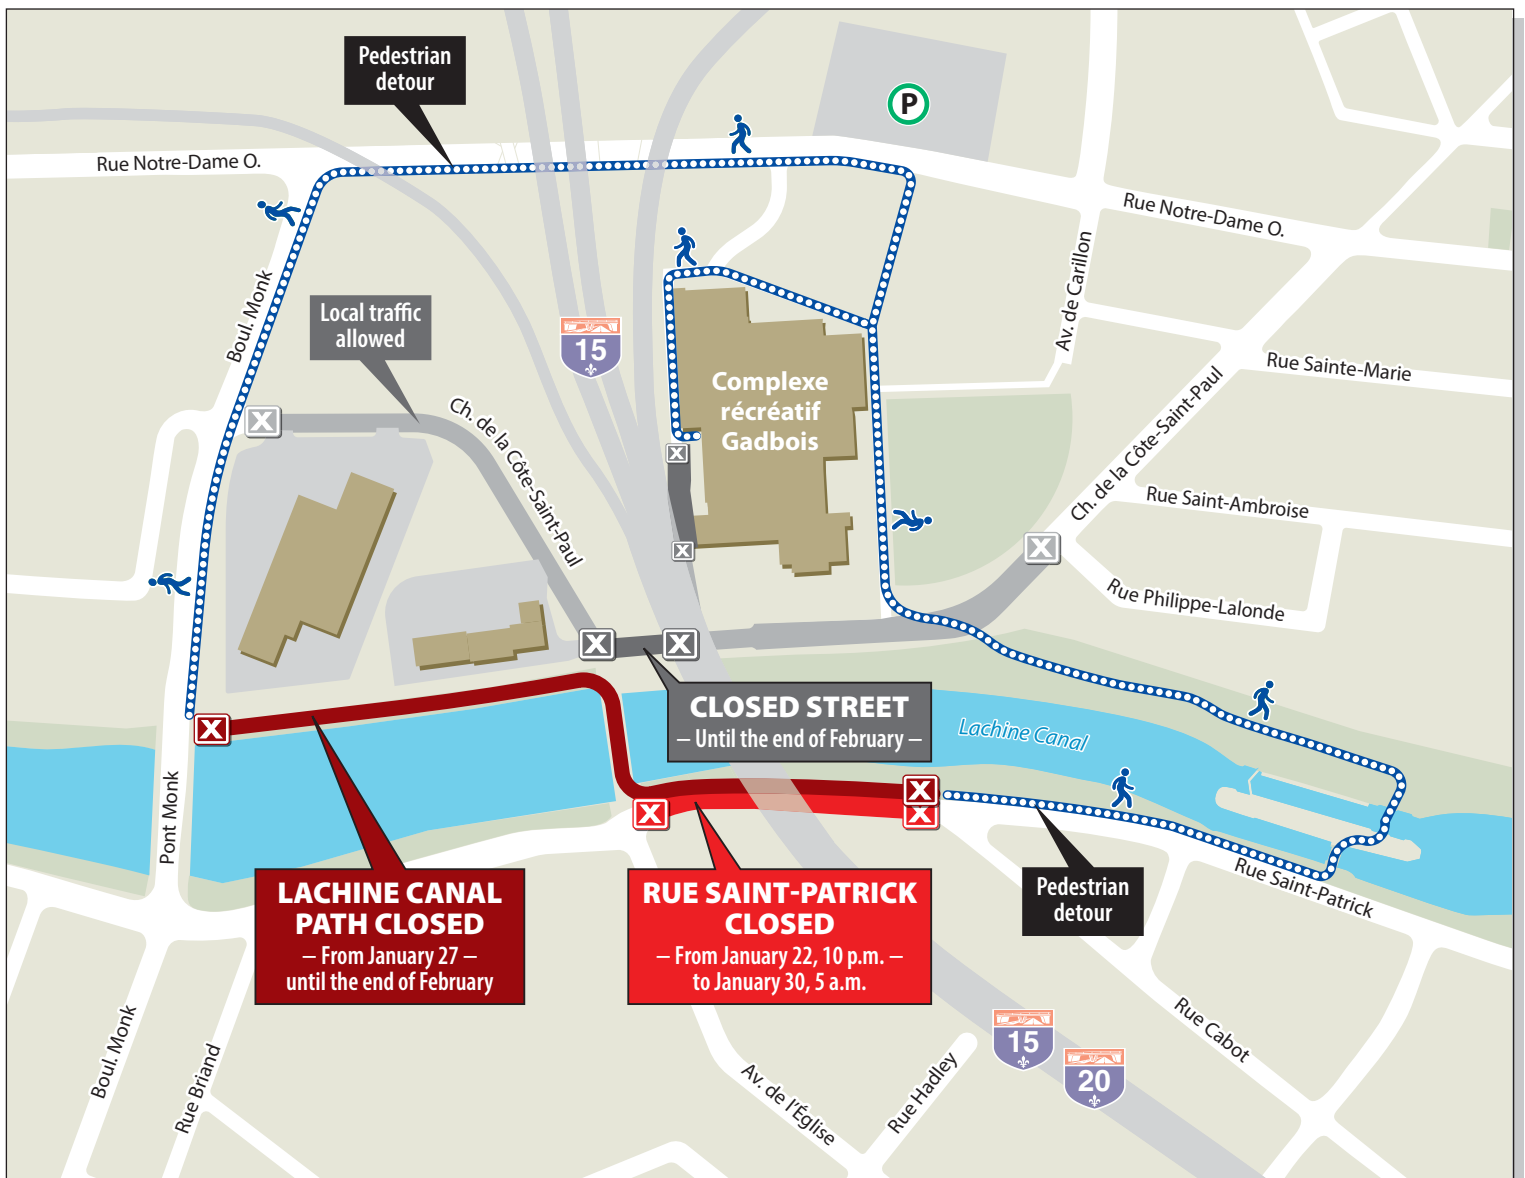 Pedestrian
detour
P
Rue Notre-Dame O.
Rue Notre-Dame O.
Av. de Carillon
Boul. Monk
Local traffic
allowed
15
Rue Sainte-Marie
Complexe
récréatif
Gadbois
Ch. de la Côte-Saint-Paul
Ch. de la Côte-Saint-Paul
X
X
Rue Saint-Ambroise
X
X
Rue Philippe-Lalonde
X
X
CLOSED STREET
– Until the end of February –
Lachine Canal
X
X
X
X
Pont Monk
LACHINE CANAL
PATH CLOSED
– From January 27 –
until the end of February
RUE SAINT-PATRICK
CLOSED
– From January 22, 10 p.m. –
to January 30, 5 a.m.
Pedestrian
detour
Rue Saint-Patrick
Boul. Monk
Rue Briand
Av. de l'Église
Rue Hadley
15
20
Rue Cabot